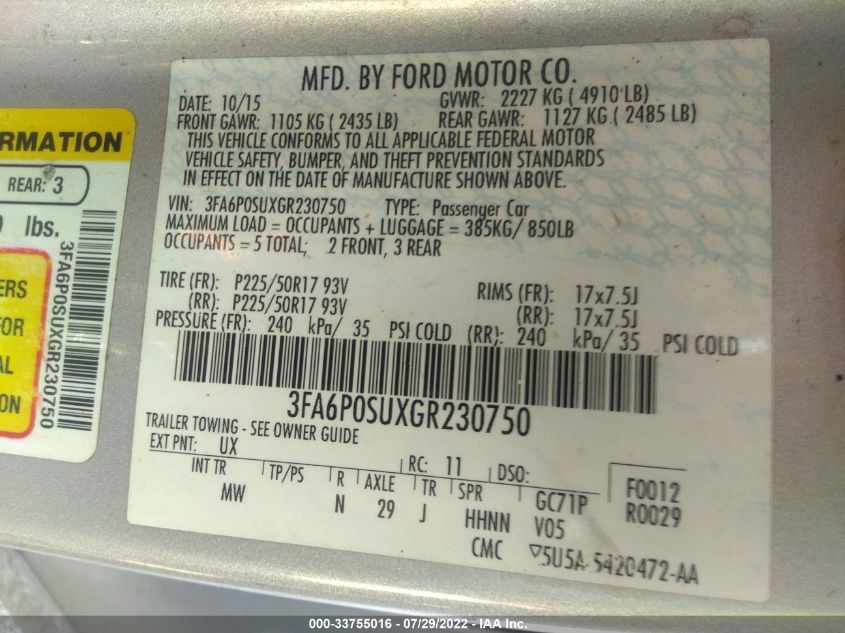 MFD. BY FORD MOTOR CO.
DATE: 10/15 GVWR: 2227 KG ( 4910 LB)
FRONT GAWR: 1105 KG ( 2435 LB) REAR GAWR: 1127 KG ( 2485 LB)
THIS VEHICLE CONFORMS TO ALL APPLICABLE FEDERAL MOTOR
VEHICLE SAFETY, BUMPER, AND THEFT PREVENTION STANDARDS
IN EFFECT ON THE DATE OF MANUFACTURE SHOWN ABOVE.
VIN: 3FA6P0SUXGR230750 TYPE: Passenger Car
MAXIMUM LOAD = OCCUPANTS + LUGGAGE = 385KG/ 850LB
OCCUPANTS = 5 TOTAL; 2 FRONT, 3 REAR
TIRE (FR): P225/50R17 93V RIMS (FR): 17x7.5J
(RR): P225/50R17 93V (RR): 17x7.5J
PRESSURE (FR): 240 kPa/ 35 PSI COLD (RR): 240 kPa/ 35 PSI COLD
3FA6P0SUXGR230750
TRAILER TOWING - SEE OWNER GUIDE
EXT PNT: UX RC: 11 DSO:
INT TR TP/PS R AXLE TR SPR GC71P F0012
MW N 29 J HHNN V05 R0029
CMC ▽5U5A-5420472-AA
RMATION
REAR: 3
lbs.
3FA6P0SUXGR230750
ERS
FOR
AL
ON
000-33755016 - 07/29/2022 - IAA Inc.